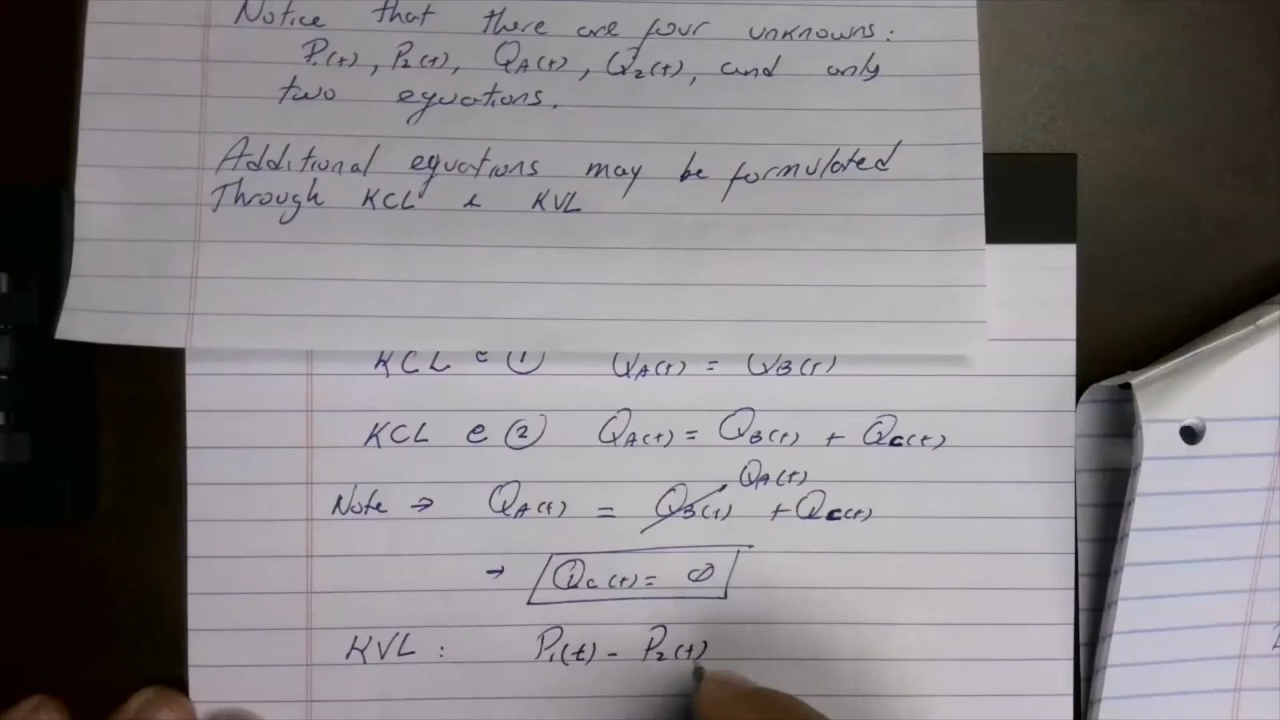 Notice that there are four unknowns:
P1(t), P2(t), QA(t), Q2(t), and only
two equations.
Additional equations may be formulated
Through KCL & KVL
KCL @ ① QA(t) = QB(t)
KCL @ ② QA(t) = QB(t) + QC(t)
QA(t)
Note → QA(t) = QB(t) + QC(t)
→ QC(t) = ∅
KVL: P1(t) - P2(t)